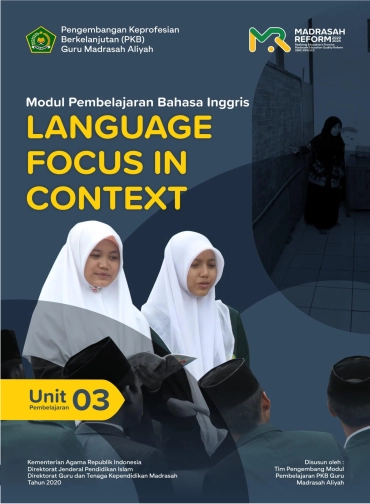 Pengembangan Keprofesian
Berkelanjutan (PKB)
Guru Madrasah Aliyah
MADRASAH
REFORM
Modul Pembelajaran Bahasa Inggris
LANGUAGE
FOCUS IN
CONTEXT
Unit
Pembelajaran
03
Kementerian Agama Republik Indonesia
Direktorat Jenderal Pendidikan Islam
Direktorat Guru dan Tenaga Kependidikan Madrasah
Tahun 2020
Disusun oleh :
Tim Pengembang Modul
Pembelajaran PKB Guru
Madrasah Aliyah